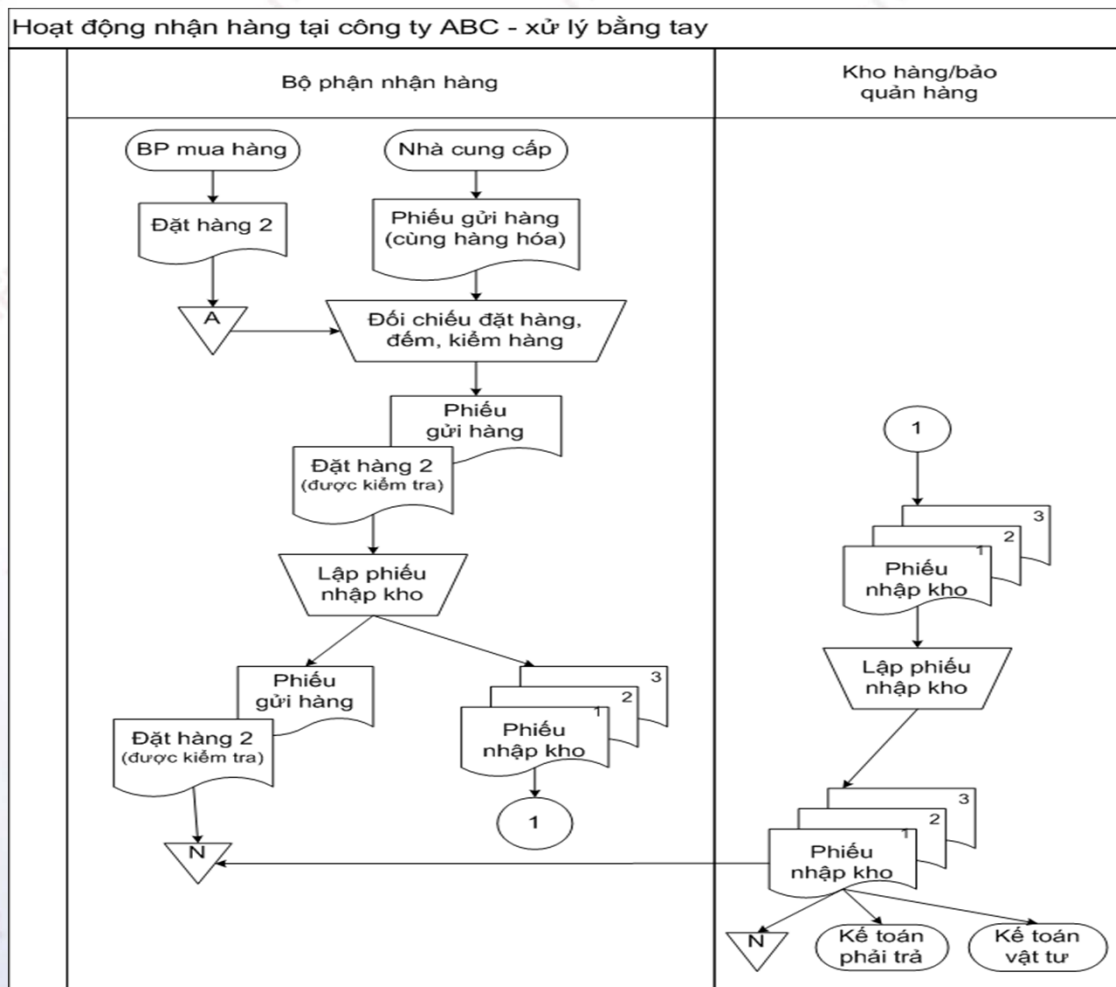 Hoạt động nhận hàng tại công ty ABC - xử lý bằng tay
Bộ phận nhận hàng
Kho hàng/bảo
quản hàng
BP mua hàng
Nhà cung cấp
Đặt hàng 2
Phiếu gửi hàng
(cùng hàng hóa)
A
Đối chiếu đặt hàng,
đếm, kiểm hàng
Phiếu
gửi hàng
Đặt hàng 2
(được kiểm tra)
Lập phiếu
nhập kho
Phiếu
gửi hàng
Đặt hàng 2
(được kiểm tra)
N
3
2
1
Phiếu
nhập kho
1
1
3
2
1
Phiếu
nhập kho
Lập phiếu
nhập kho
3
2
1
Phiếu
nhập kho
N
Kế toán
phải trả
Kế toán
vật tư